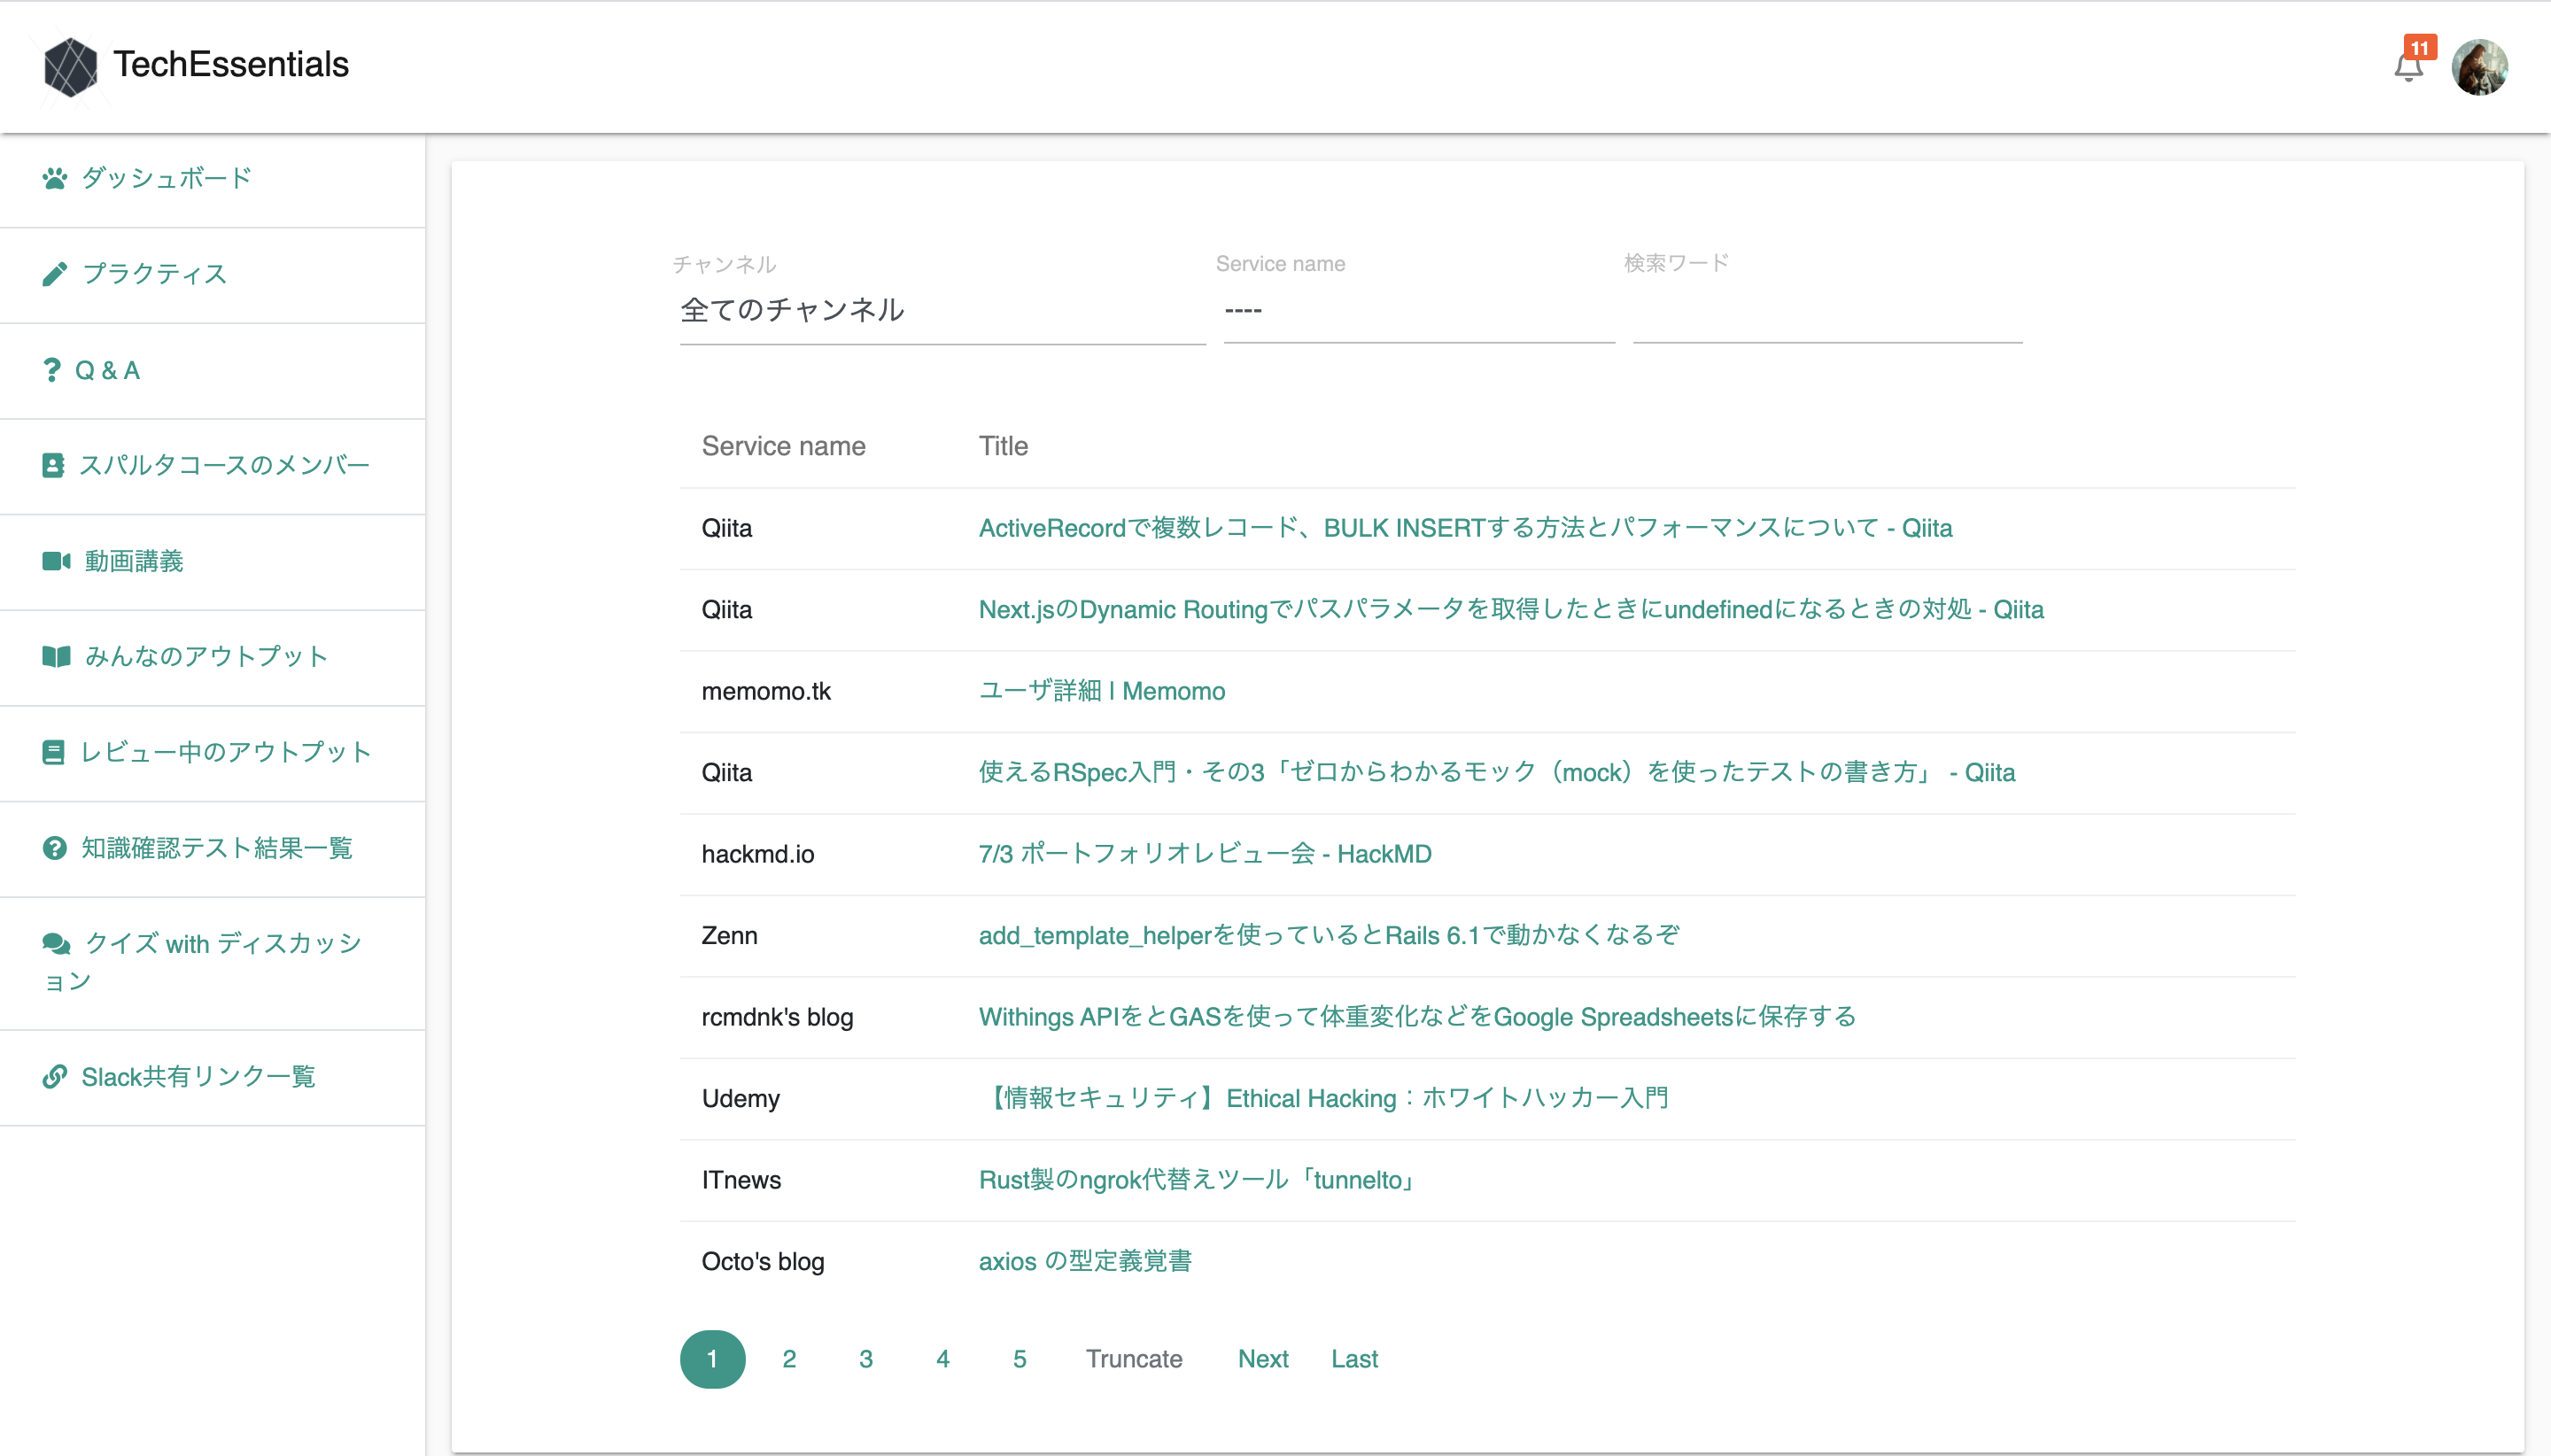 TechEssentials
11
ダッシュボード
プラクティス
Q & A
スパルタコースのメンバー
動画講義
みんなのアウトプット
レビュー中のアウトプット
知識確認テスト結果一覧
クイズ with ディスカッシ
ョン
Slack共有リンク一覧
チャンネル Service name 検索ワード
全てのチャンネル ----
Service name Title
Qiita ActiveRecordで複数レコード、BULK INSERTする方法とパフォーマンスについて - Qiita
Qiita Next.jsのDynamic Routingでパスパラメータを取得したときにundefinedになるときの対処 - Qiita
memomo.tk ユーザ詳細 | Memomo
Qiita 使えるRSpec入門・その3「ゼロからわかるモック（mock）を使ったテストの書き方」 - Qiita
hackmd.io 7/3 ポートフォリオレビュー会 - HackMD
Zenn add_template_helperを使っているとRails 6.1で動かなくなるぞ
rcmdnk's blog Withings APIをとGASを使って体重変化などをGoogle Spreadsheetsに保存する
Udemy 【情報セキュリティ】Ethical Hacking：ホワイトハッカー入門
ITnews Rust製のngrok代替えツール「tunnelto」
Octo's blog axios の型定義覚書
1 2 3 4 5 Truncate Next Last